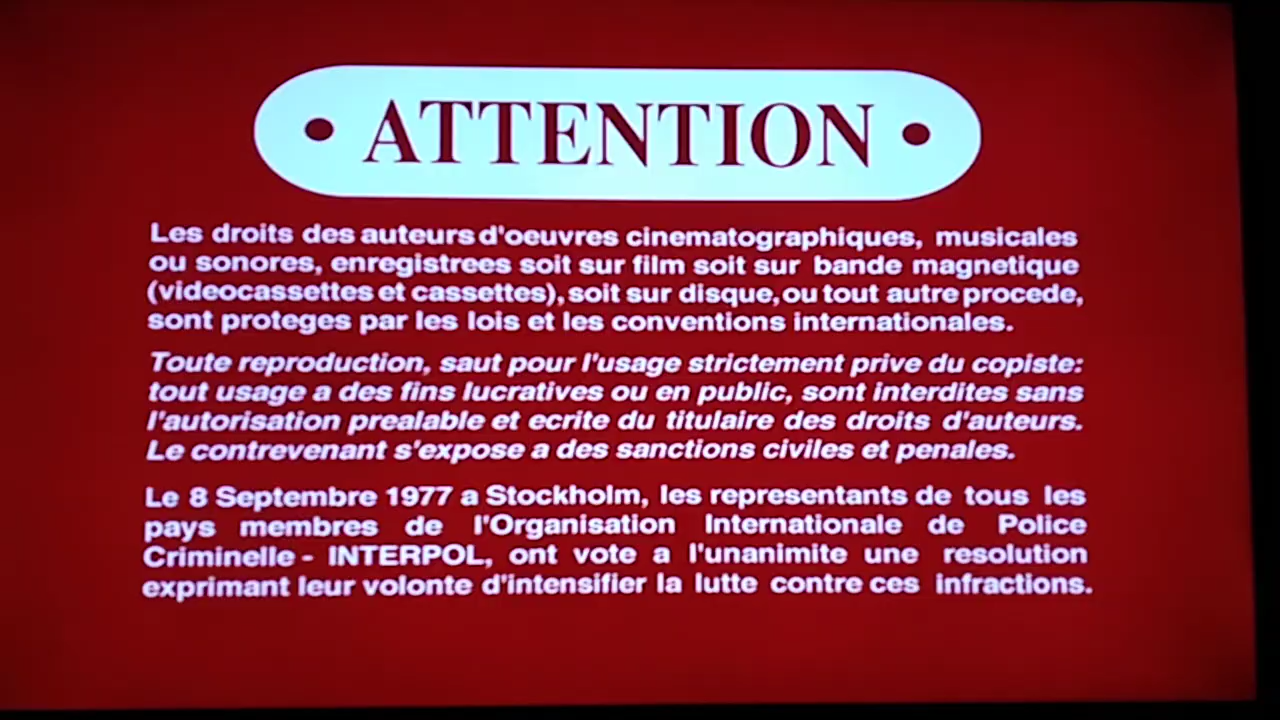 • ATTENTION •
Les droits des auteurs d'oeuvres cinematographiques, musicales
ou sonores, enregistrees soit sur film soit sur bande magnetique
(videocassettes et cassettes), soit sur disque, ou tout autre procede,
sont proteges par les lois et les conventions internationales.
Toute reproduction, saut pour l'usage strictement prive du copiste:
tout usage a des fins lucratives ou en public, sont interdites sans
l'autorisation prealable et ecrite du titulaire des droits d'auteurs.
Le contrevenant s'expose a des sanctions civiles et penales.
Le 8 Septembre 1977 a Stockholm, les representants de tous les
pays membres de l'Organisation Internationale de Police
Criminelle - INTERPOL, ont vote a l'unanimite une resolution
exprimant leur volonte d'intensifier la lutte contre ces infractions.